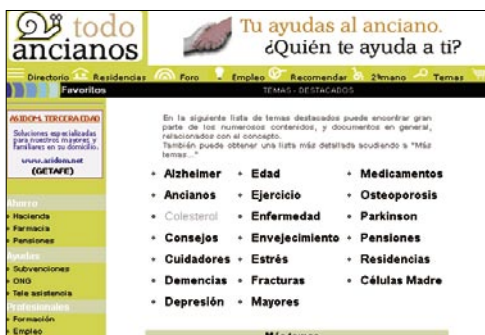 todo
ancianos
Tu ayudas al anciano.
¿Quién te ayuda a ti?
Directorio Residencias Foro Empleo Recomendar 2ªmano Temas
Favoritos
TEMAS - DESTACADOS
ASIDOM, TERCERA EDAD
Soluciones especializadas
para nuestros mayores y
familiares en su domicilio.
www.asidom.net
(GETAFE)
Ahorro
Hacienda
Farmacia
Pensiones
Ayudas
Subvenciones
ONG
Tele asistencia
Profesionales
Formación
Empleo
En la siguiente lista de temas destacados puede encontrar gran
parte de los numerosos contenidos, y documentos en general,
relacionados con el concepto.
También puede obtener una lista más detallada acudiendo a "Más
temas..."
Alzheimer
Ancianos
Colesterol
Consejos
Cuidadores
Demencias
Depresión
Edad
Ejercicio
Enfermedad
Envejecimiento
Estrés
Fracturas
Mayores
Medicamentos
Osteoporosis
Parkinson
Pensiones
Residencias
Células Madre
Más temas